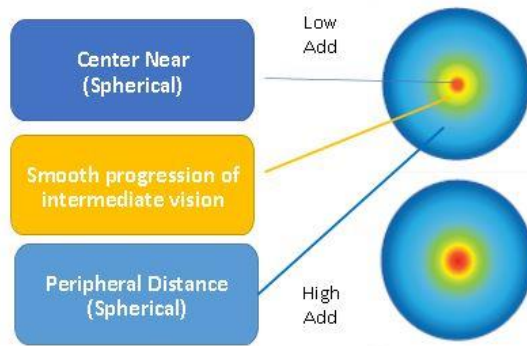 Center Near
(Spherical)
Smooth progression of
intermediate vision
Peripheral Distance
(Spherical)
Low
Add
High
Add